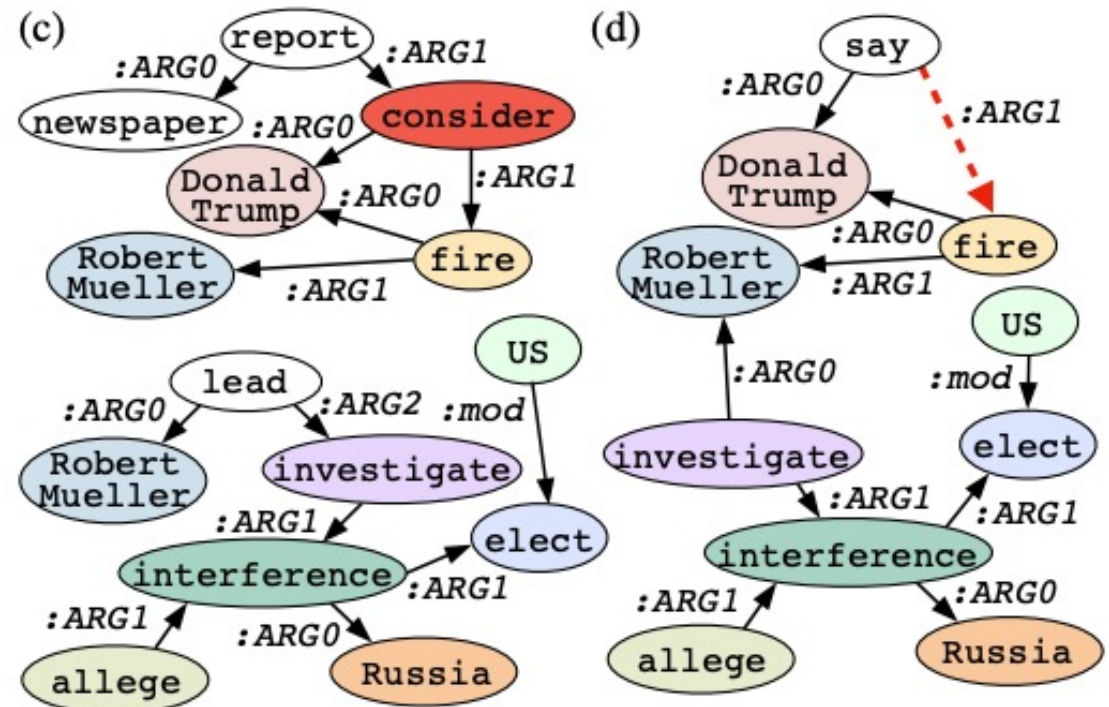 (c)
report
:ARG0
:ARG1
newspaper
consider
:ARG0
Donald
Trump
:ARG1
:ARG0
Robert
Mueller
fire
:ARG1
US
lead
:ARG0
:ARG2
:mod
Robert
Mueller
investigate
:ARG1
elect
interference
:ARG1
:ARG1
:ARG0
allege
Russia
(d)
say
:ARG0
:ARG1
Donald
Trump
:ARG0
fire
Robert
Mueller
:ARG1
US
:ARG0
:mod
investigate
elect
:ARG1
:ARG1
interference
:ARG1
:ARG0
allege
Russia